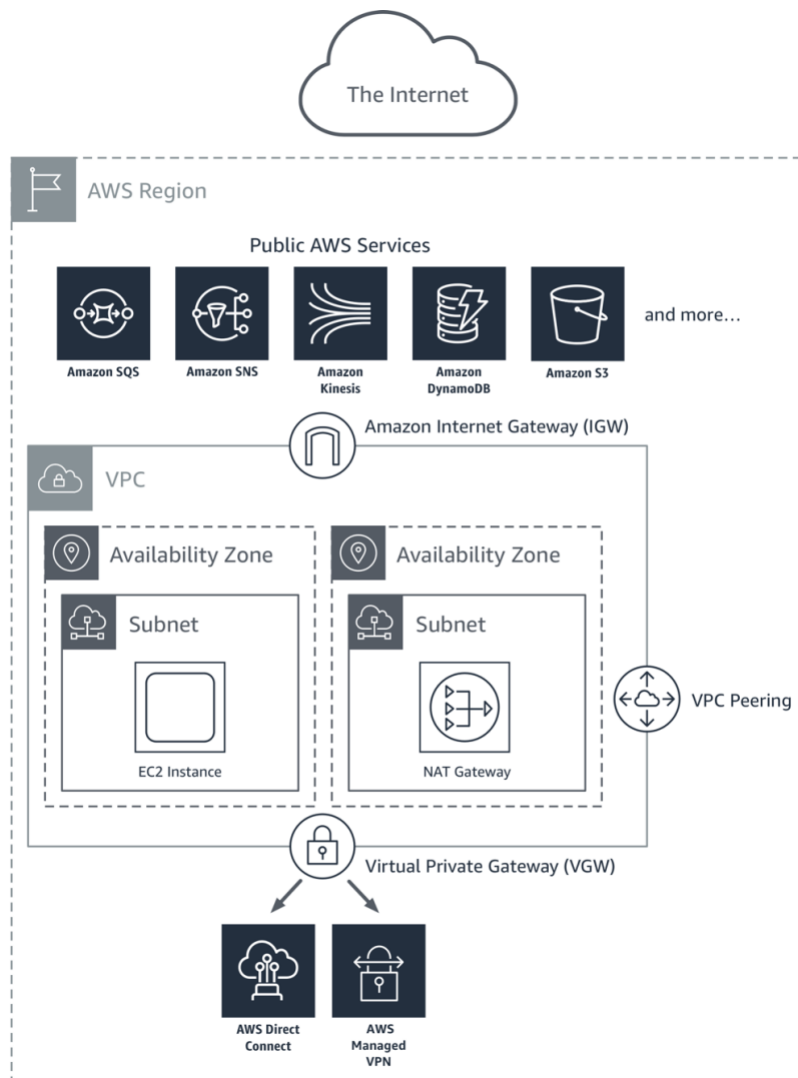 The Internet
AWS Region
Public AWS Services
Amazon SQS
Amazon SNS
Amazon
Kinesis
Amazon
DynamoDB
Amazon S3
and more...
Amazon Internet Gateway (IGW)
VPC
Availability Zone
Availability Zone
Subnet
Subnet
EC2 Instance
NAT Gateway
VPC Peering
Virtual Private Gateway (VGW)
AWS Direct
Connect
AWS
Managed
VPN